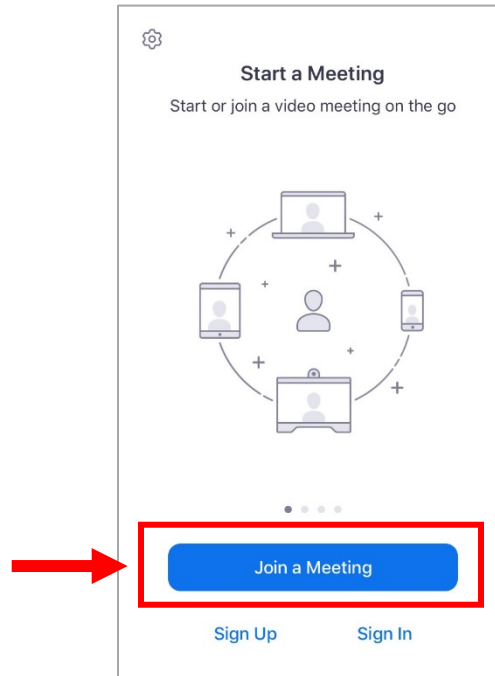 Start a Meeting
Start or join a video meeting on the go
Join a Meeting
Sign Up Sign In